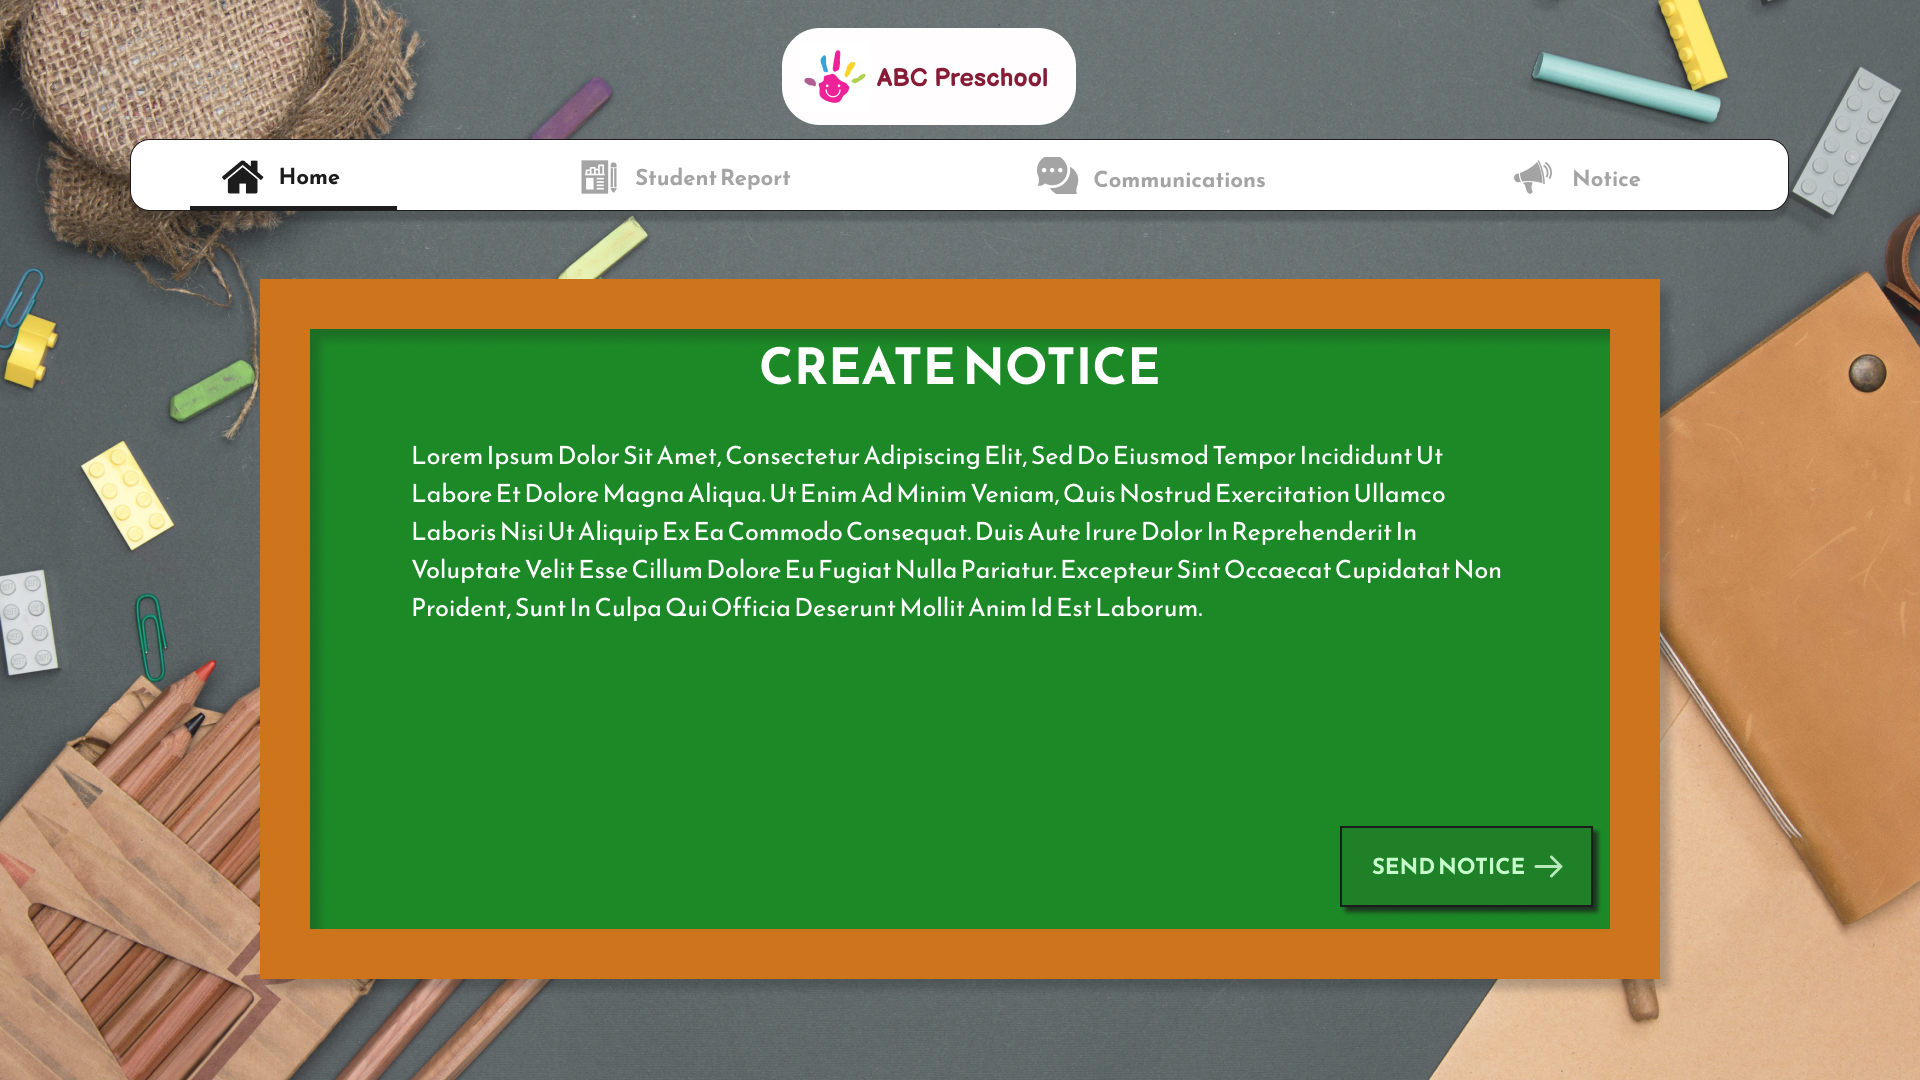 ABC Preschool
Home
Student Report
Communications
Notice
CREATE NOTICE
Lorem Ipsum Dolor Sit Amet, Consectetur Adipiscing Elit, Sed Do Eiusmod Tempor Incididunt Ut
Labore Et Dolore Magna Aliqua. Ut Enim Ad Minim Veniam, Quis Nostrud Exercitation Ullamco
Laboris Nisi Ut Aliquip Ex Ea Commodo Consequat. Duis Aute Irure Dolor In Reprehenderit In
Voluptate Velit Esse Cillum Dolore Eu Fugiat Nulla Pariatur. Excepteur Sint Occaecat Cupidatat Non
Proident, Sunt In Culpa Qui Officia Deserunt Mollit Anim Id Est Laborum.
SEND NOTICE